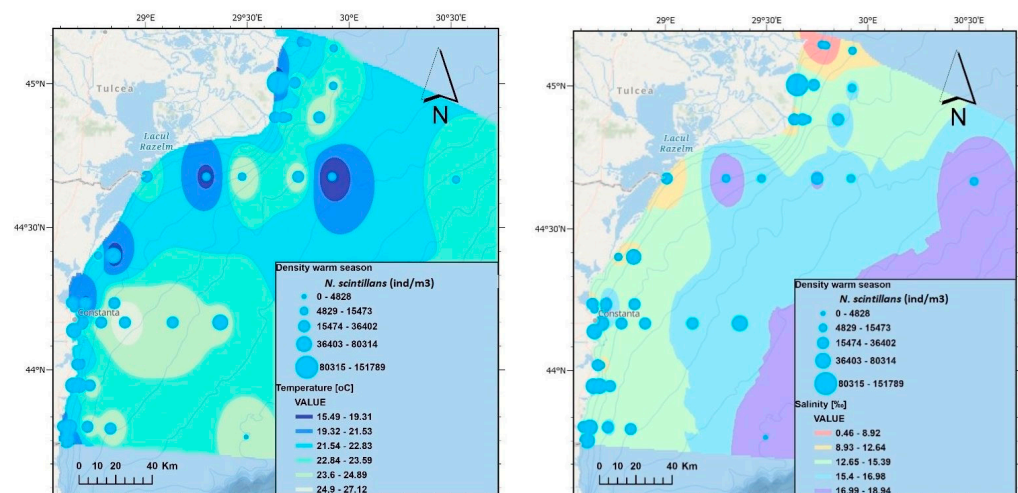 29°E
29°30'E
30°E
30°30'E
45°N
Tulcea
Lacul
Razelm
N
44°30'N
44°N
Constanta
Density warm season
N. scintillans (ind/m3)
0 - 4828
4829 - 15473
15474 - 36402
36403 - 80314
80315 - 151789
Temperature [oC]
VALUE
15.49 - 19.31
19.32 - 21.53
21.54 - 22.83
22.84 - 23.59
23.6 - 24.89
24.9 - 27.12
0 10 20 40 Km
29°E
29°30'E
30°E
30°30'E
45°N
Tulcea
Lacul
Razelm
N
44°30'N
44°N
Constanta
Density warm season
N. scintillans (ind/m3)
0 - 4828
4829 - 15473
15474 - 36402
36403 - 80314
80315 - 151789
Salinity [‰]
VALUE
0.46 - 8.92
8.93 - 12.64
12.65 - 15.39
15.4 - 16.98
16.99 - 18.94
0 10 20 40 Km